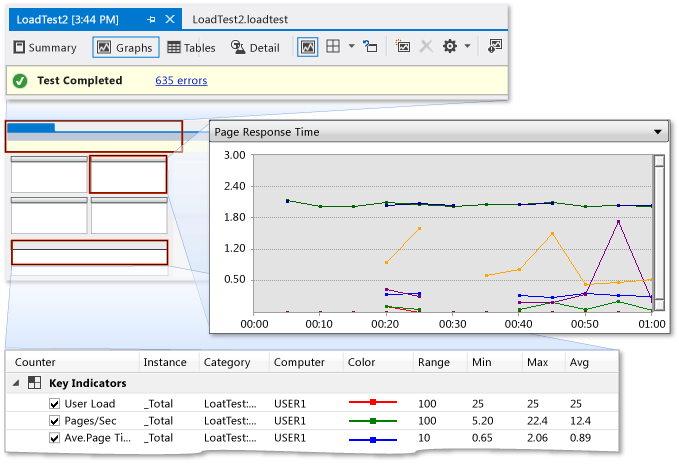 LoadTest2 [3:44 PM] LoadTest2.loadtest
Summary Graphs Tables Detail
Test Completed 635 errors
Page Response Time
3.00
2.40
1.80
1.20
0.50
00:00 00:10 00:20 00:30 00:40 00:50 01:00
Counter Instance Category Computer Color Range Min Max Avg
Key Indicators
User Load _Total LoatTest:... USER1 100 25 25 25
Pages/Sec _Total LoatTest:... USER1 100 5.20 22.4 12.4
Ave.Page Ti... _Total LoatTest:... USER1 10 0.65 2.06 0.89